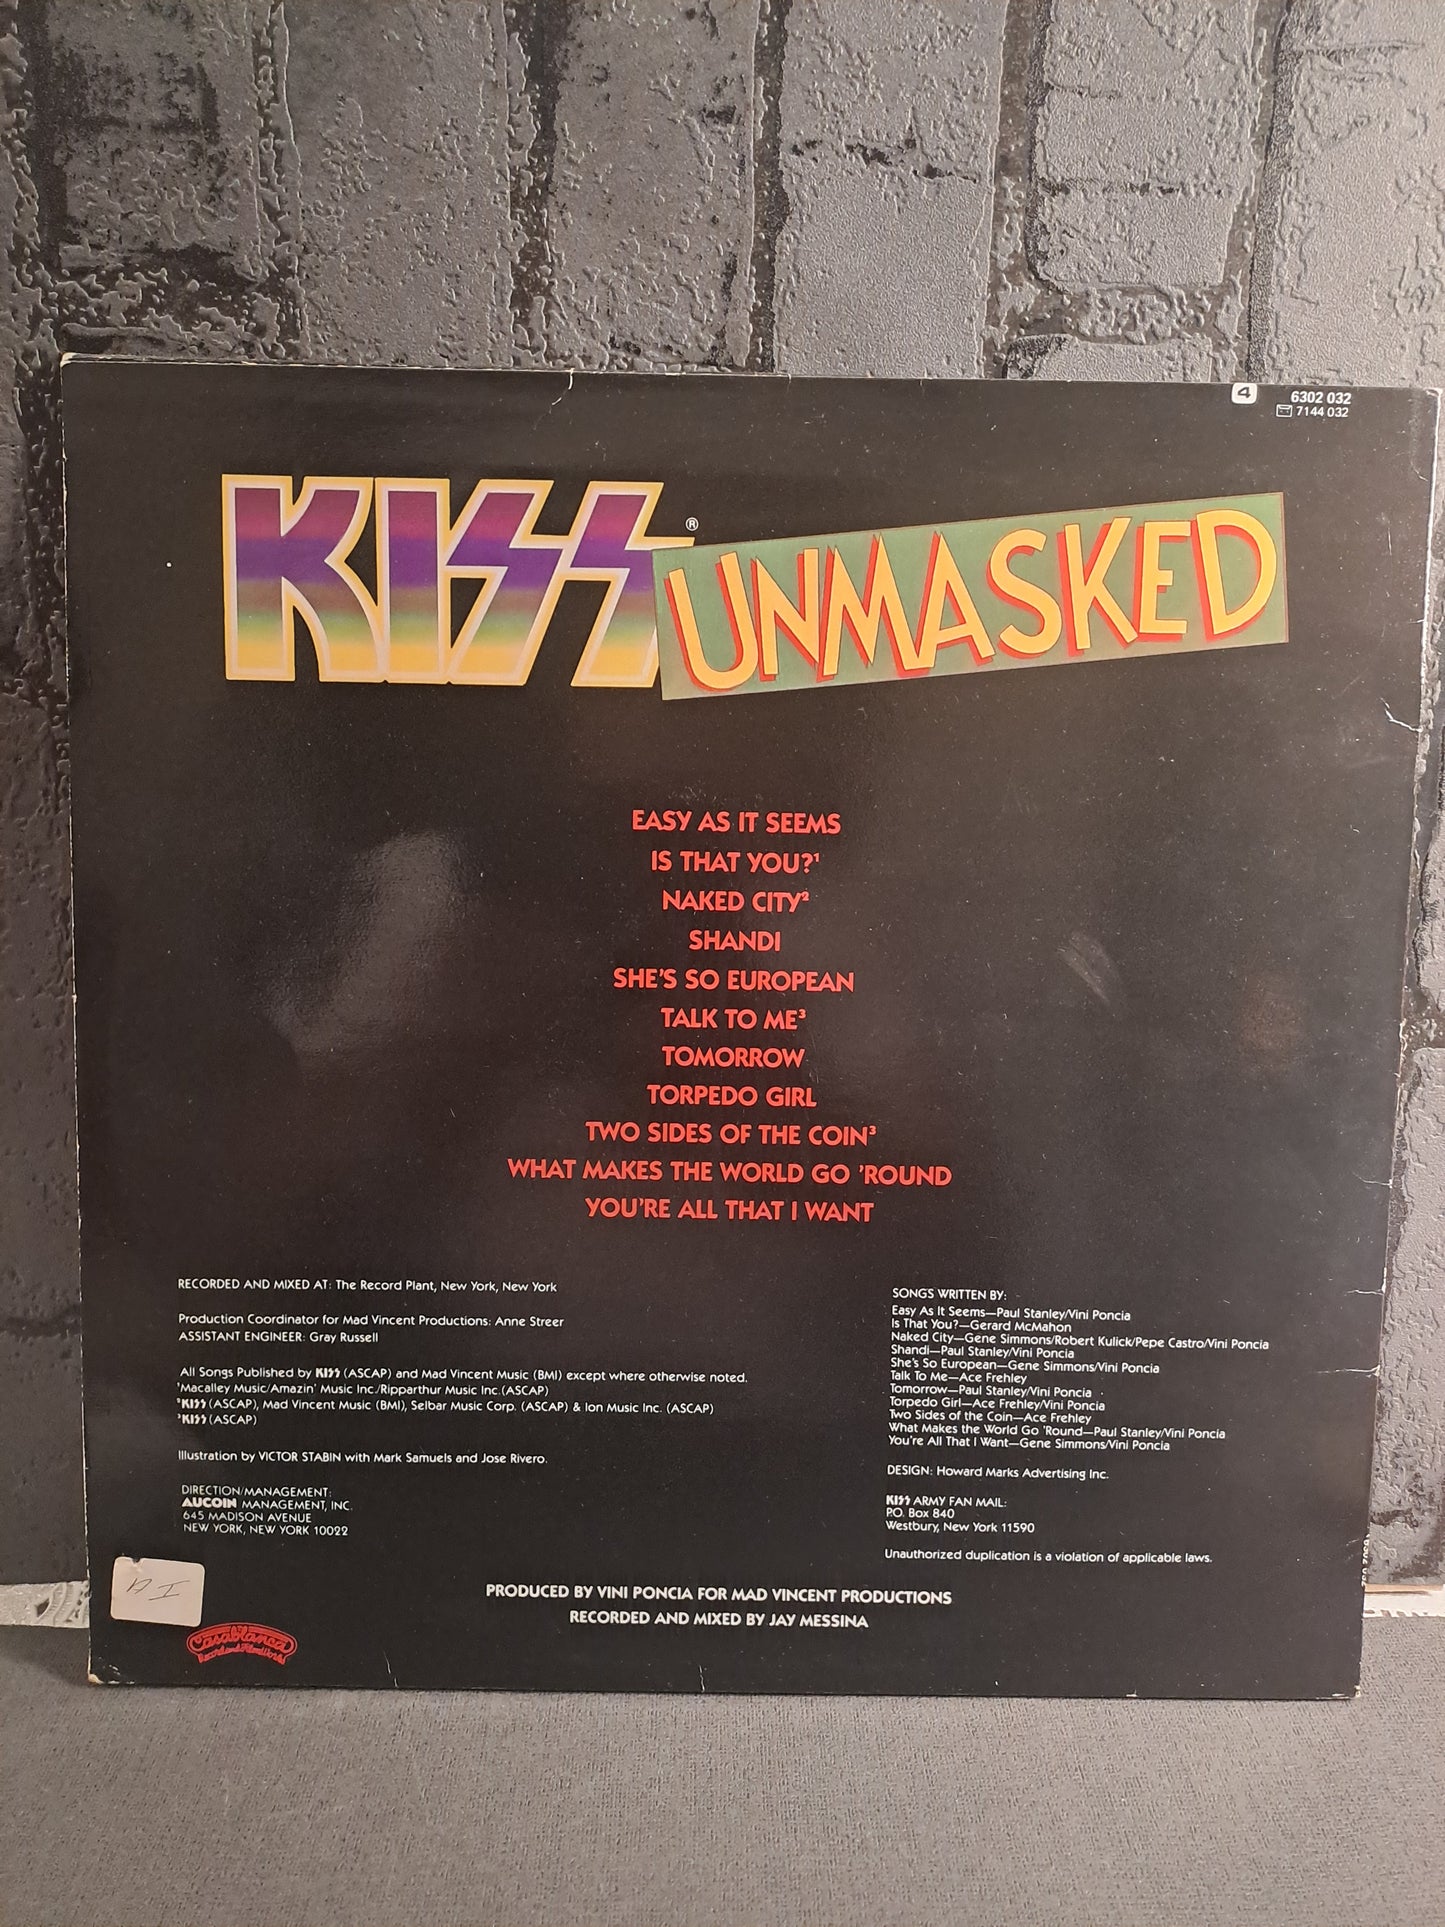 4
6302 032
7144 032
KISS®
UNMASKED
EASY AS IT SEEMS
IS THAT YOU?¹
NAKED CITY²
SHANDI
SHE'S SO EUROPEAN
TALK TO ME³
TOMORROW
TORPEDO GIRL
TWO SIDES OF THE COIN³
WHAT MAKES THE WORLD GO 'ROUND
YOU'RE ALL THAT I WANT
RECORDED AND MIXED AT: The Record Plant, New York, New York
Production Coordinator for Mad Vincent Productions: Anne Streer
ASSISTANT ENGINEER: Gray Russell
All Songs Published by KISS (ASCAP) and Mad Vincent Music (BMI) except where otherwise noted.
¹Macalley Music/Amazin' Music Inc./Ripparthur Music Inc.(ASCAP)
²KISS (ASCAP), Mad Vincent Music (BMI), Selbar Music Corp. (ASCAP) & Ion Music Inc. (ASCAP)
³KISS (ASCAP)
Illustration by VICTOR STABIN with Mark Samuels and Jose Rivero.
DIRECTION/MANAGEMENT:
AUCOIN MANAGEMENT, INC.
645 MADISON AVENUE
NEW YORK, NEW YORK 10022
SONGS WRITTEN BY:
Easy As It Seems—Paul Stanley/Vini Poncia
Is That You?—Gerard McMahon
Naked City—Gene Simmons/Robert Kulick/Pepe Castro/Vini Poncia
Shandi—Paul Stanley/Vini Poncia
She's So European—Gene Simmons/Vini Poncia
Talk To Me—Ace Frehley
Tomorrow—Paul Stanley/Vini Poncia
Torpedo Girl—Ace Frehley/Vini Poncia
Two Sides of the Coin—Ace Frehley
What Makes the World Go 'Round—Paul Stanley/Vini Poncia
You're All That I Want—Gene Simmons/Vini Poncia
DESIGN: Howard Marks Advertising Inc.
KISS ARMY FAN MAIL:
P.O. Box 840
Westbury, New York 11590
Unauthorized duplication is a violation of applicable laws.
PRODUCED BY VINI PONCIA FOR MAD VINCENT PRODUCTIONS
RECORDED AND MIXED BY JAY MESSINA
Casablanca
Record and FilmWorks